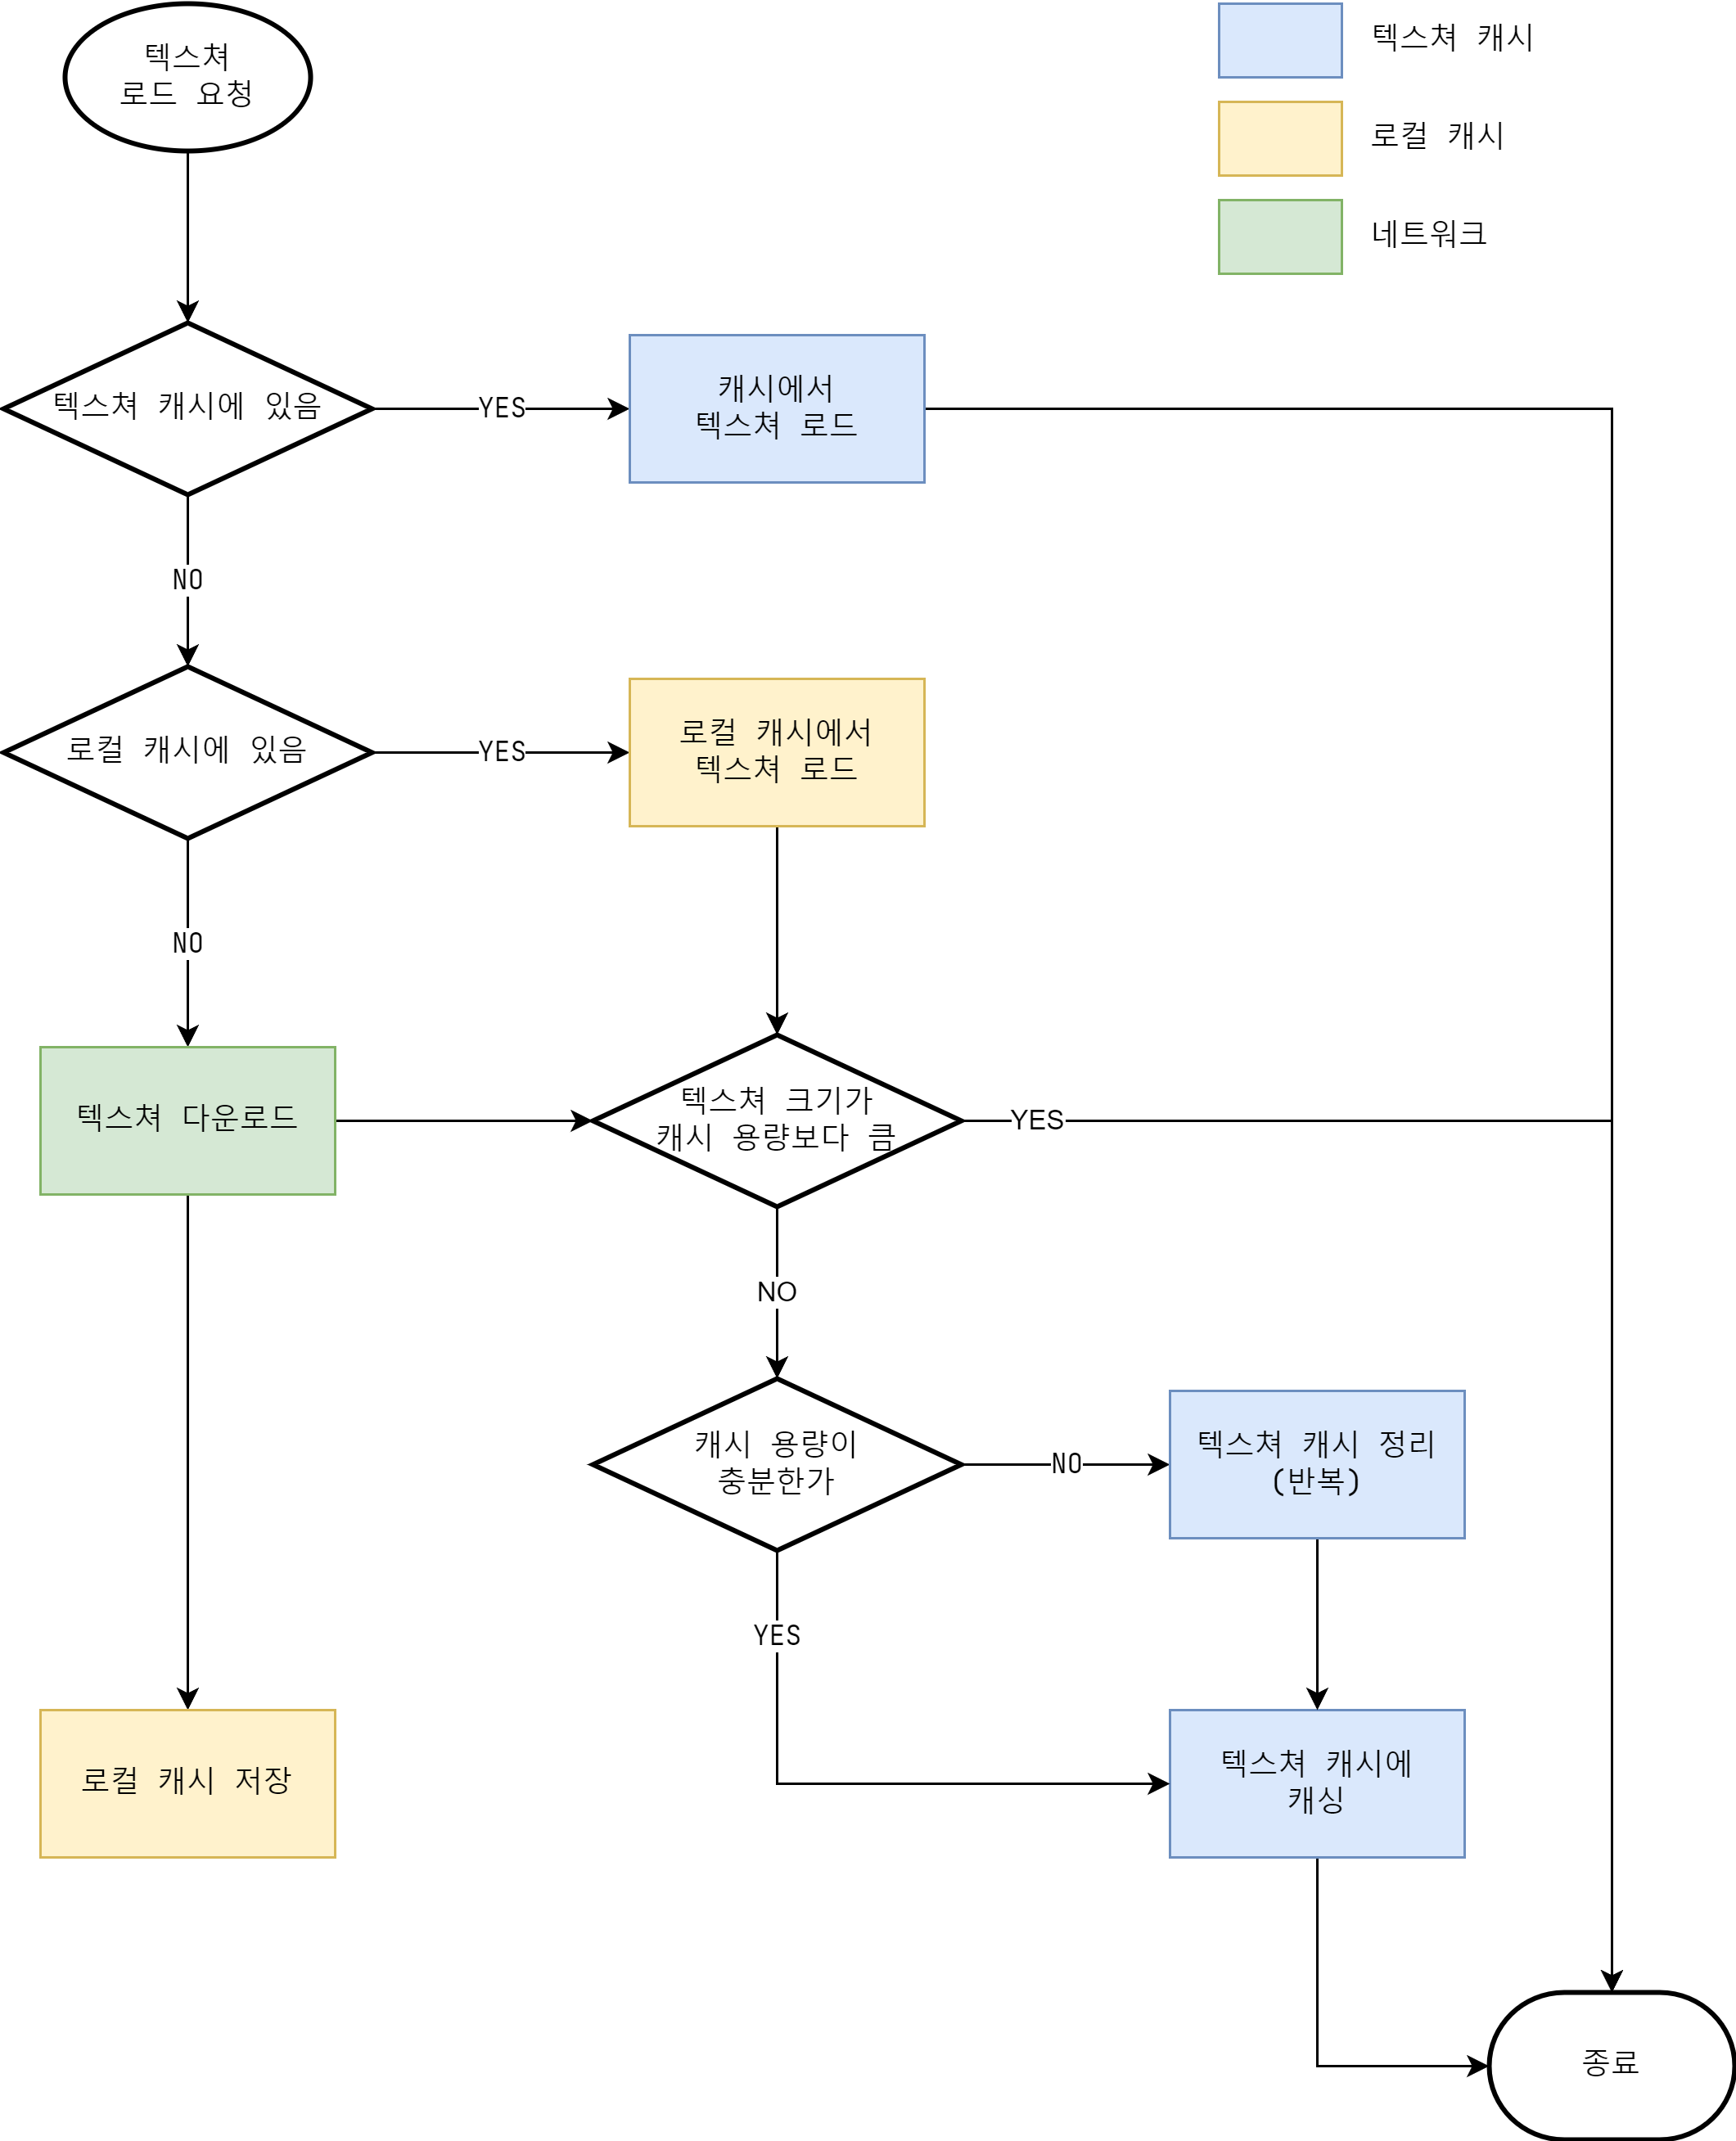 텍스쳐
로드 요청
텍스쳐 캐시
로컬 캐시
네트워크
텍스쳐 캐시에 있음
YES
캐시에서
텍스쳐 로드
NO
로컬 캐시에 있음
YES
로컬 캐시에서
텍스쳐 로드
NO
텍스쳐 다운로드
텍스쳐 크기가
캐시 용량보다 큼
YES
NO
캐시 용량이
충분한가
NO
텍스쳐 캐시 정리
(반복)
YES
로컬 캐시 저장
텍스쳐 캐시에
캐싱
종료